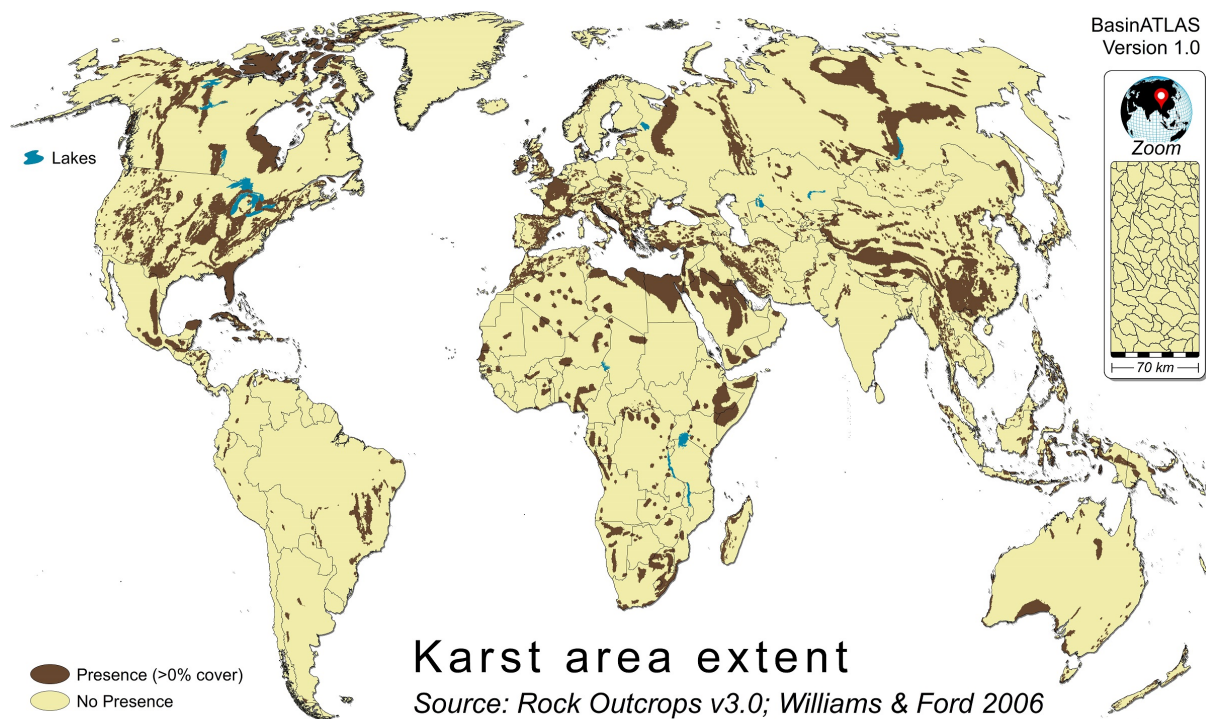 BasinATLAS
Version 1.0
Zoom
Lakes
70 km
Presence (>0% cover)
No Presence
Karst area extent
Source: Rock Outcrops v3.0; Williams & Ford 2006